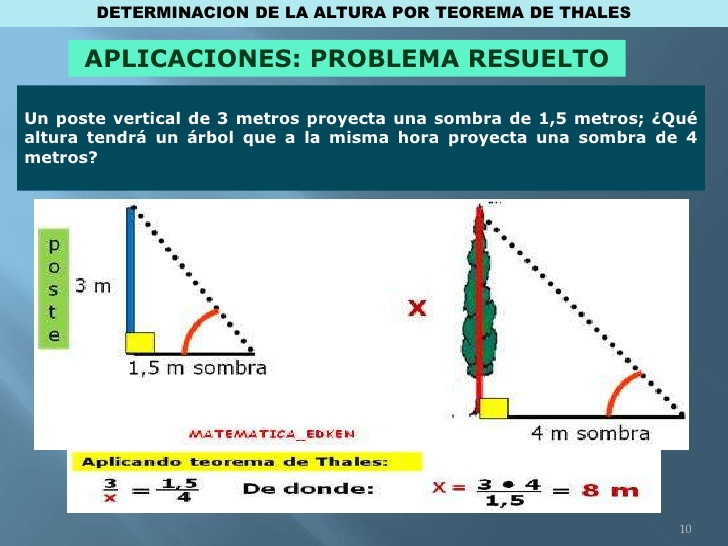 DETERMINACION DE LA ALTURA POR TEOREMA DE THALES
APLICACIONES: PROBLEMA RESUELTO
Un poste vertical de 3 metros proyecta una sombra de 1,5 metros; ¿Qué
altura tendrá un árbol que a la misma hora proyecta una sombra de 4
metros?
poste
3 m
1,5 m sombra
X
4 m sombra
MATEMATICA_EDKEN
Aplicando teorema de Thales:
3/x = 1,5/4 De donde: X = 3 • 4/1,5 = 8 m
10